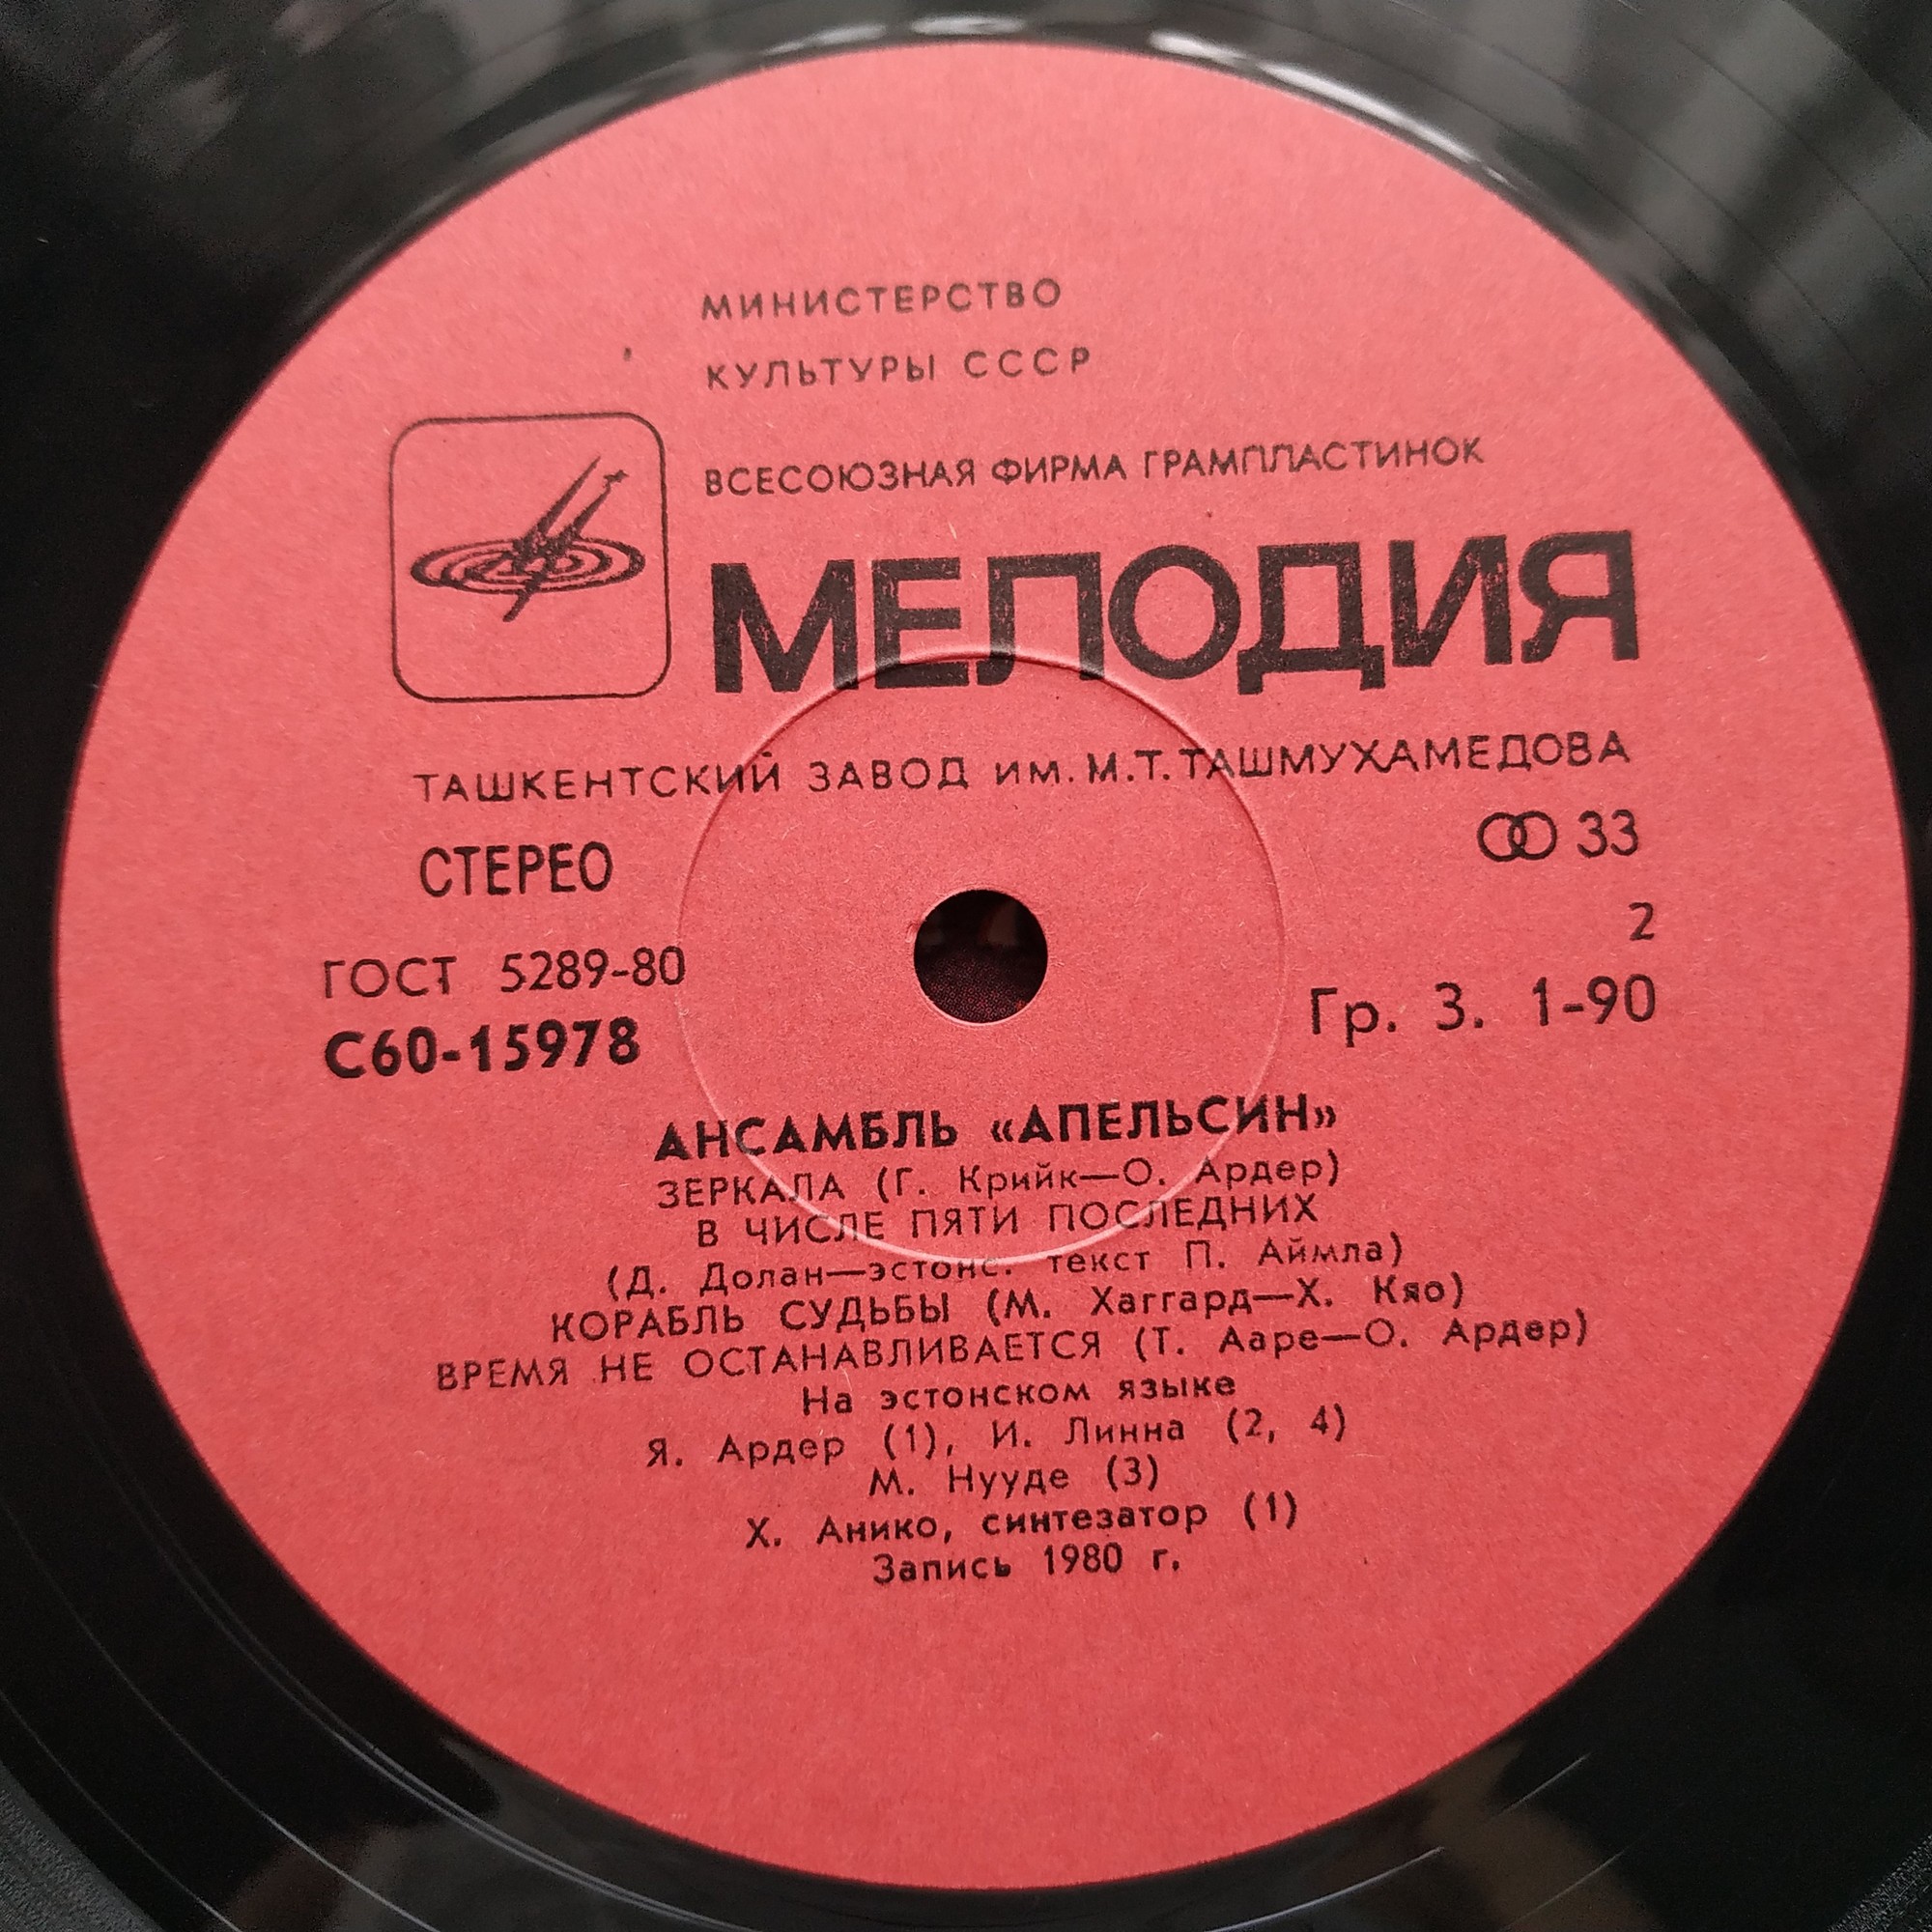 МИНИСТЕРСТВО
КУЛЬТУРЫ СССР
ВСЕСОЮЗНАЯ ФИРМА ГРАМПЛАСТИНОК
МЕЛОДИЯ
ТАШКЕНТСКИЙ ЗАВОД ИМ. М.Т.ТАШМУХАМЕДОВА
СТЕРЕО 33
2
ГОСТ 5289-80
Гр. 3. 1-90
С60-15978
АНСАМБЛЬ «АПЕЛЬСИН»
ЗЕРКАЛА (Г. Крийк—О. Ардер)
В ЧИСЛЕ ПЯТИ ПОСЛЕДНИХ
(Д. Долан—эстонс. текст П. Аймла)
КОРАБЛЬ СУДЬБЫ (М. Хаггард—Х. Кяо)
ВРЕМЯ НЕ ОСТАНАВЛИВАЕТСЯ (Т. Ааре—О. Ардер)
На эстонском языке
Я. Ардер (1), И. Линна (2, 4)
М. Нууде (3)
Х. Анико, синтезатор (1)
Запись 1980 г.